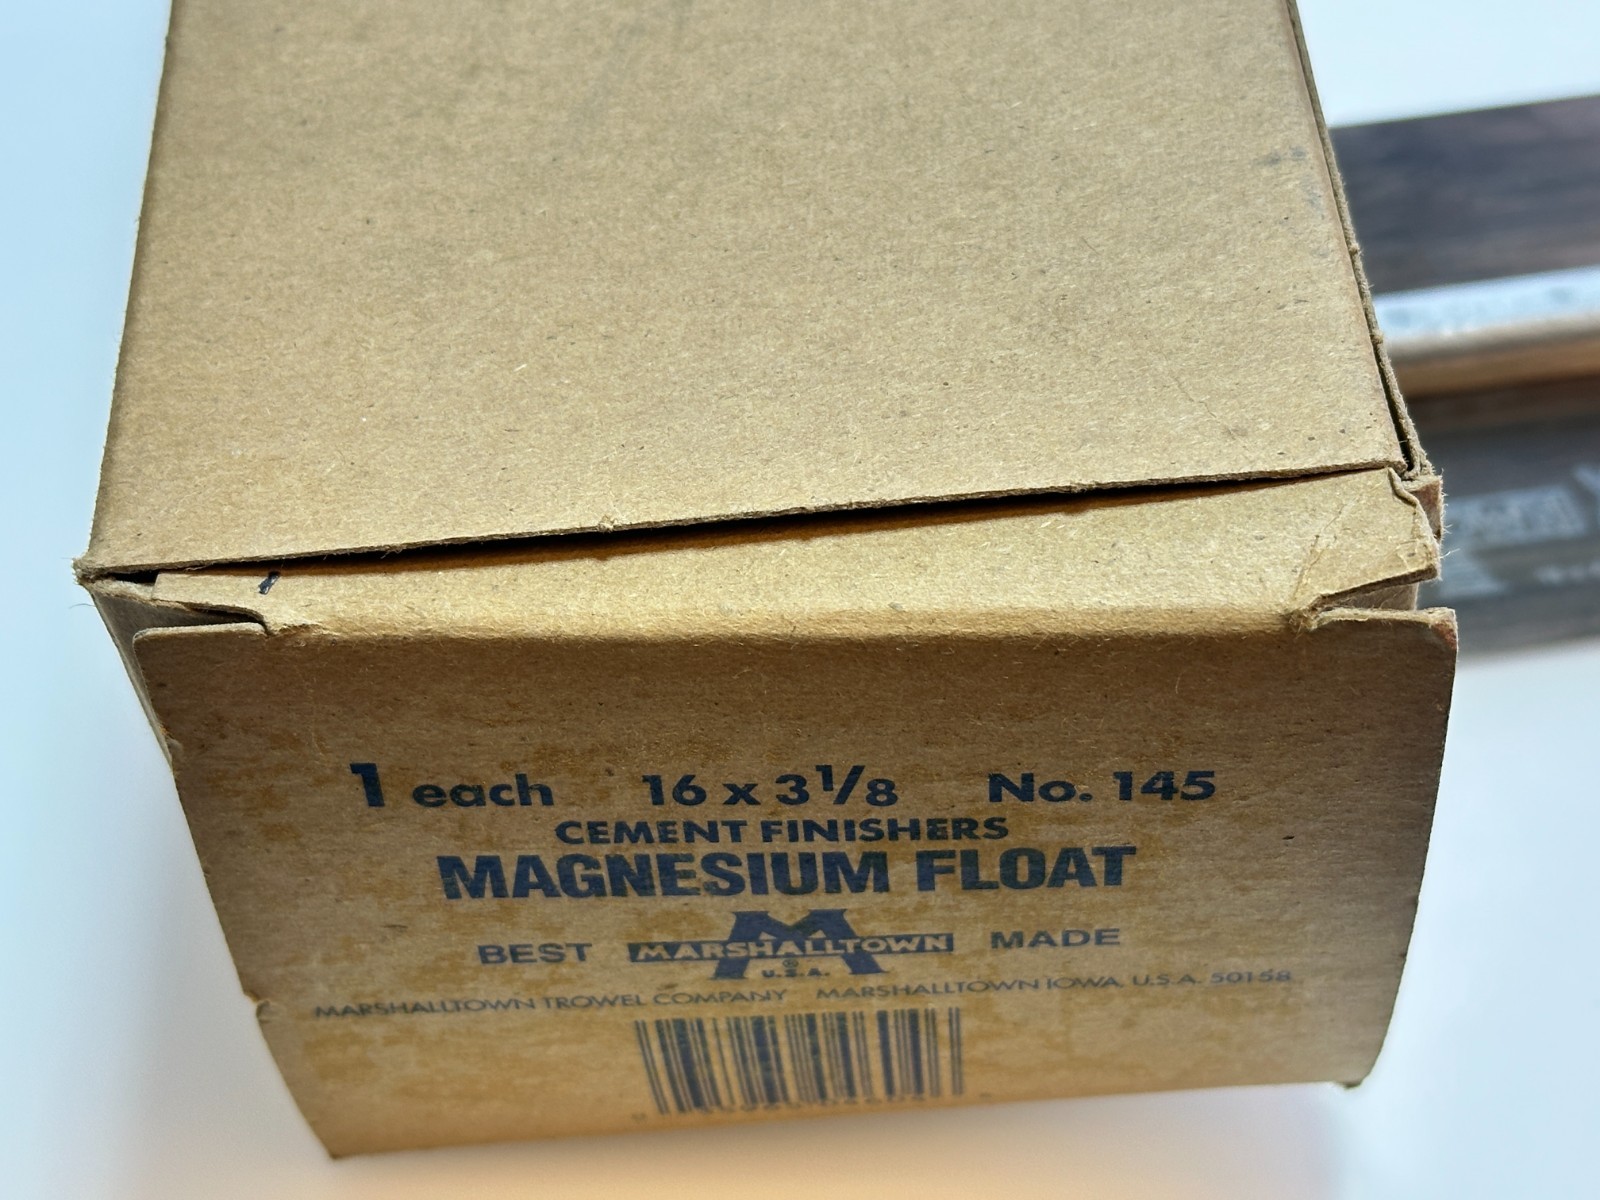 1 each 16 x 3 1/8 No. 145
CEMENT FINISHERS
MAGNESIUM FLOAT
BEST MARSHALLTOWN MADE
® U.S.A.
MARSHALLTOWN TROWEL COMPANY MARSHALLTOWN IOWA, U.S.A. 50158